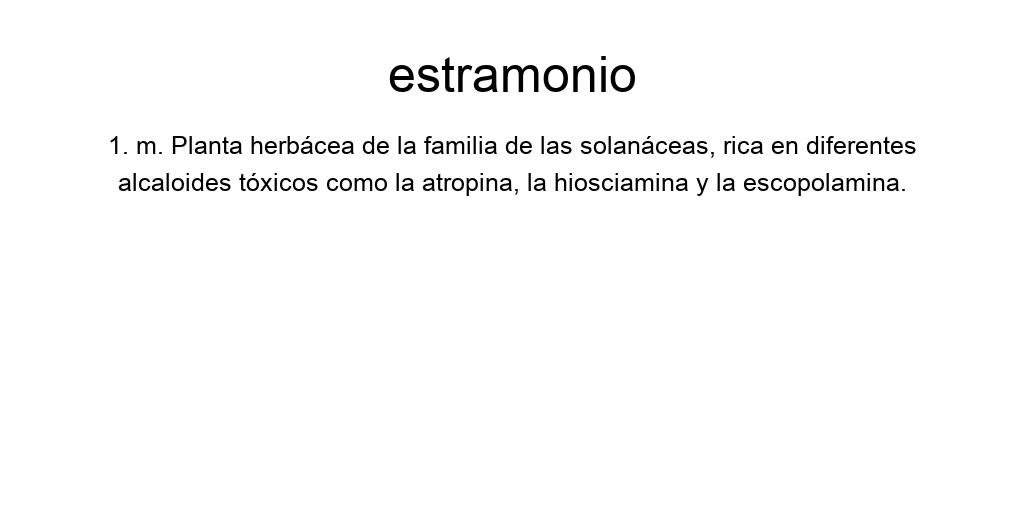 estramonio
1. m. Planta herbácea de la familia de las solanáceas, rica en diferentes
alcaloides tóxicos como la atropina, la hiosciamina y la escopolamina.